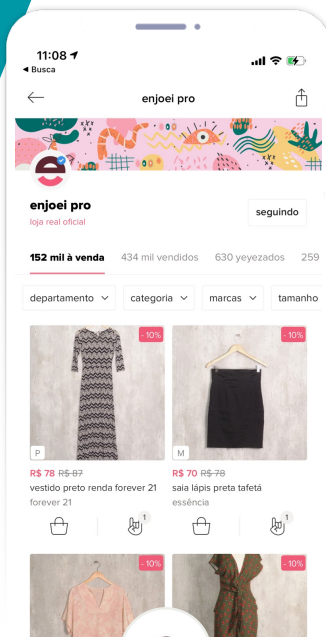 11:08
◀ Busca
enjoei pro
enjoei pro
loja real oficial
seguindo
152 mil à venda 434 mil vendidos 630 yeyezados 259
departamento categoria marcas tamanho
- 10% - 10%
P M
R$ 78 R$ 87 R$ 70 R$ 78
vestido preto renda forever 21 saia lápis preta tafetá
forever 21 essência
1 1
- 10% - 10%